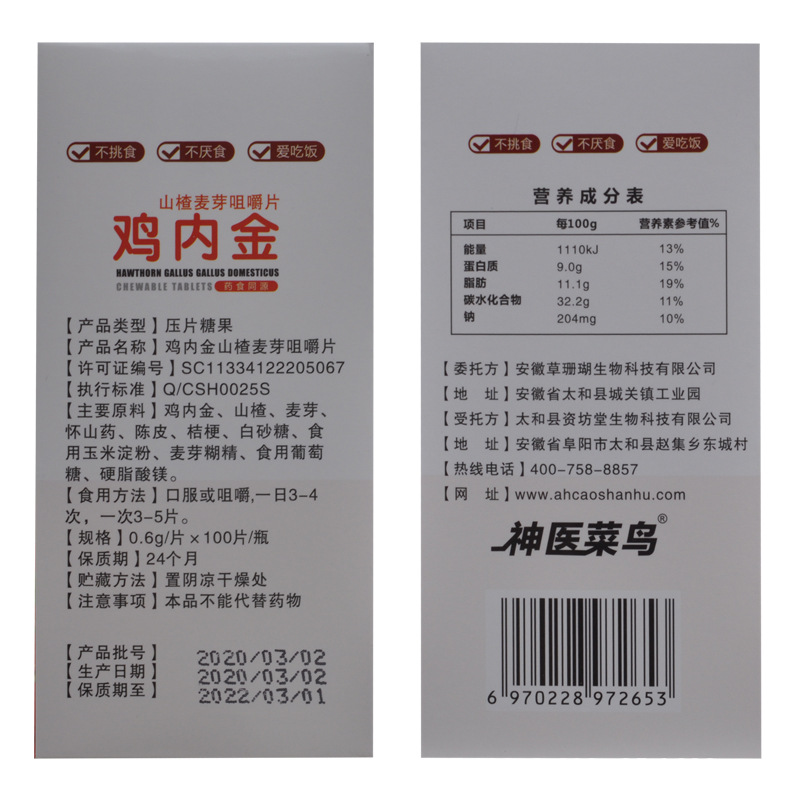 不挑食 不厌食 爱吃饭
山楂麦芽咀嚼片
鸡内金
HAWTHORN GALLUS GALLUS DOMESTICUS
CHEWABLE TABLETS 药食同源
【产品类型】压片糖果
【产品名称】鸡内金山楂麦芽咀嚼片
【许可证编号】SC11334122205067
【执行标准】Q/CSH0025S
【主要原料】鸡内金、山楂、麦芽、
怀山药、陈皮、桔梗、白砂糖、食
用玉米淀粉、麦芽糊精、食用葡萄
糖、硬脂酸镁。
【食用方法】口服或咀嚼,一日3-4
次，一次3-5片。
【规格】0.6g/片×100片/瓶
【保质期】24个月
【贮藏方法】置阴凉干燥处
【注意事项】本品不能代替药物
【产品批号】 2020/03/02
【生产日期】 2020/03/02
【保质期至】 2022/03/01
不挑食 不厌食 爱吃饭
营养成分表
项目 每100g 营养素参考值%
能量 1110kJ 13%
蛋白质 9.0g 15%
脂肪 11.1g 19%
碳水化合物 32.2g 11%
钠 204mg 10%
【委托方】安徽草珊瑚生物科技有限公司
【地 址】安徽省太和县城关镇工业园
【受托方】太和县资坊堂生物科技有限公司
【地 址】安徽省阜阳市太和县赵集乡东城村
【热线电话】400-758-8857
【网 址】www.ahcaoshanhu.com
神医菜鸟®
6 970228 972653